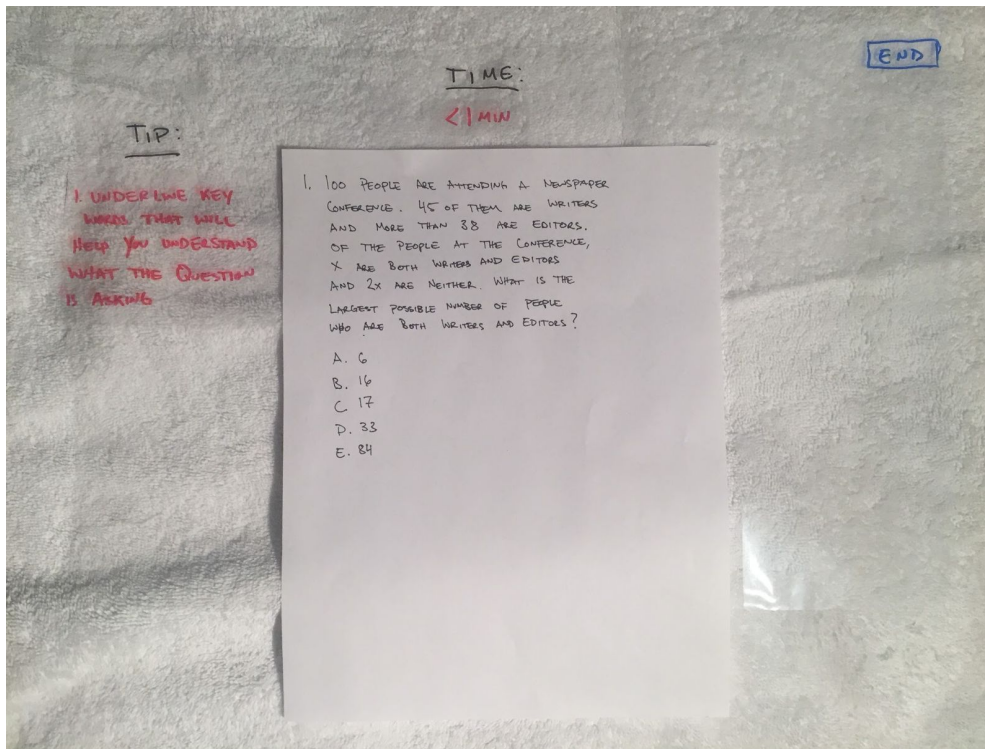 END
TIME:
<1 MIN
TIP:
1. UNDERLINE KEY
WORDS THAT WILL
HELP YOU UNDERSTAND
WHAT THE QUESTION
IS ASKING
1. 100 PEOPLE ARE ATTENDING A NEWSPAPER
CONFERENCE. 45 OF THEM ARE WRITERS
AND MORE THAN 38 ARE EDITORS.
OF THE PEOPLE AT THE CONFERENCE,
X ARE BOTH WRITERS AND EDITORS
AND 2X ARE NEITHER. WHAT IS THE
LARGEST POSSIBLE NUMBER OF PEOPLE
WHO ARE BOTH WRITERS AND EDITORS?
A. 6
B. 16
C 17
D. 33
E. 84